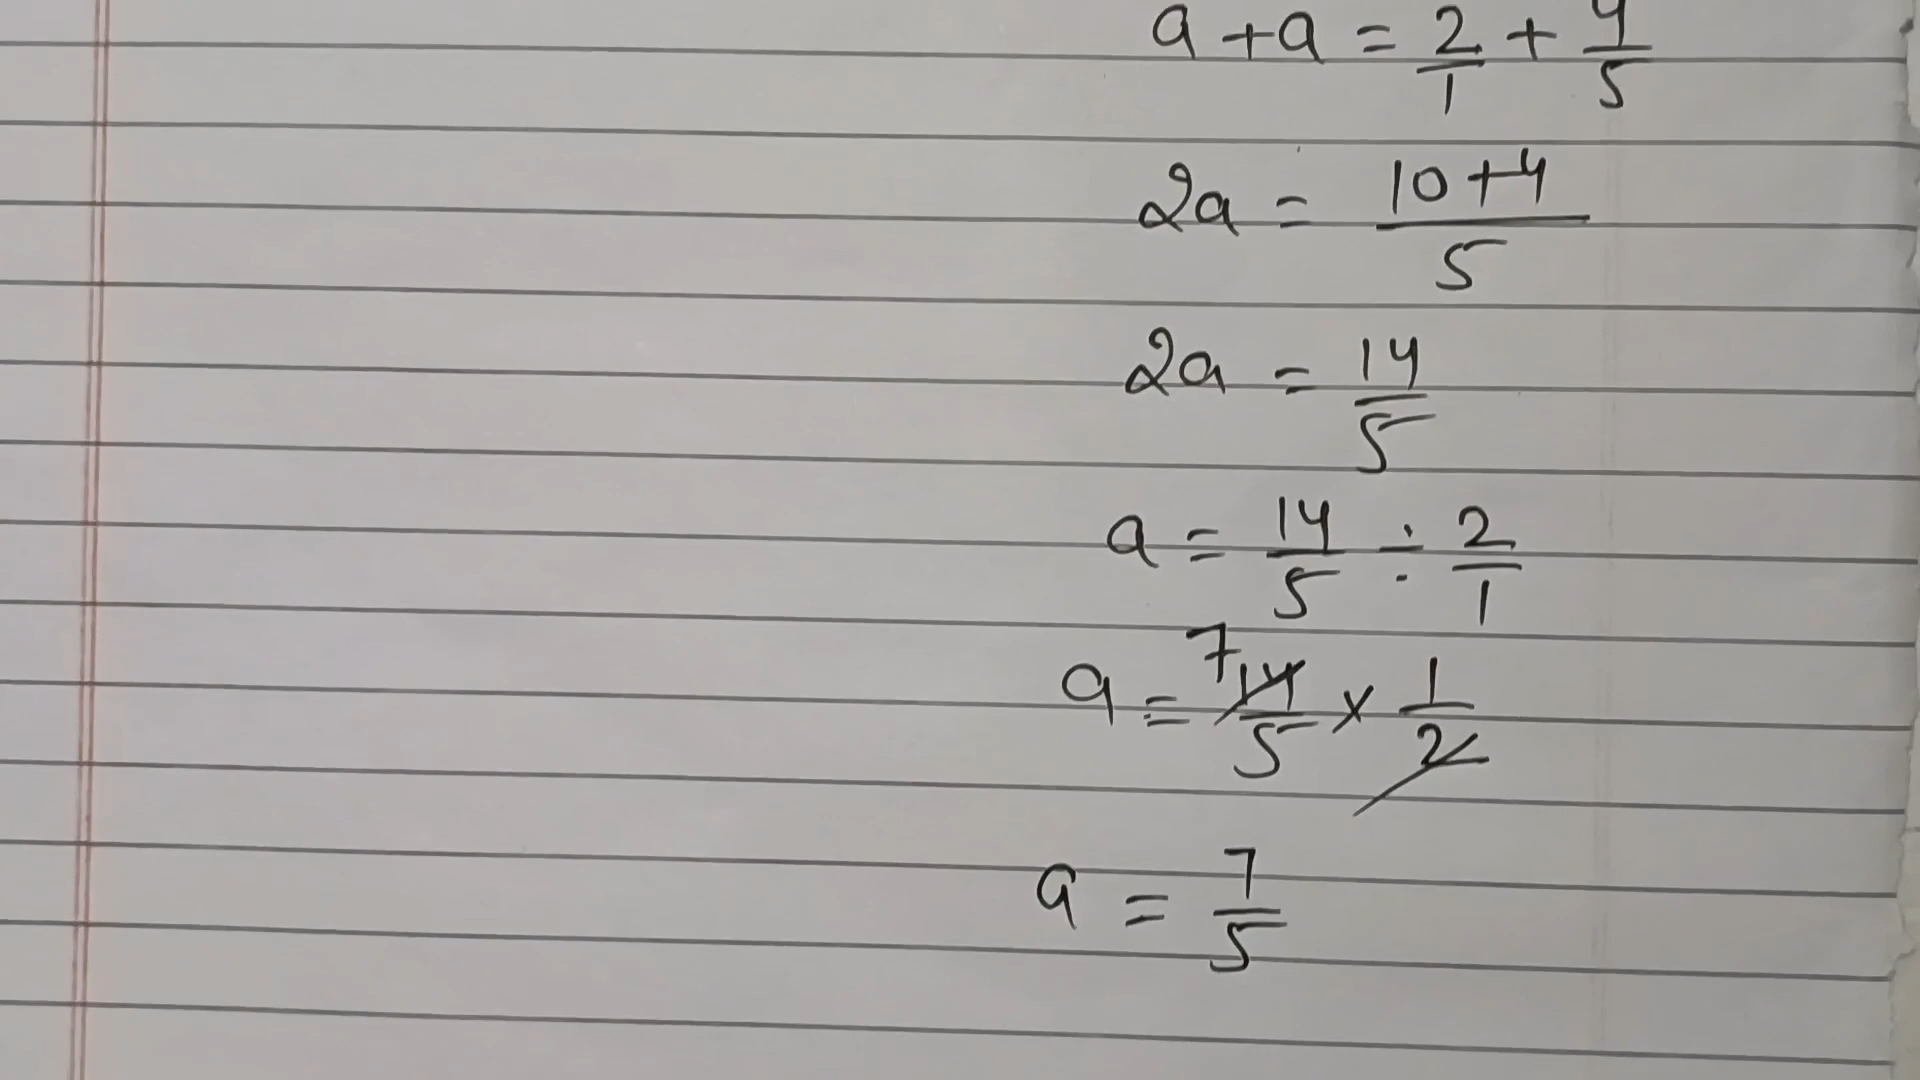 a + a = 2/1 + 4/5
2a = 10+4/5
2a = 14/5
a = 14/5 ÷ 2/1
a = 7 14/5 × 1/2
a = 7/5